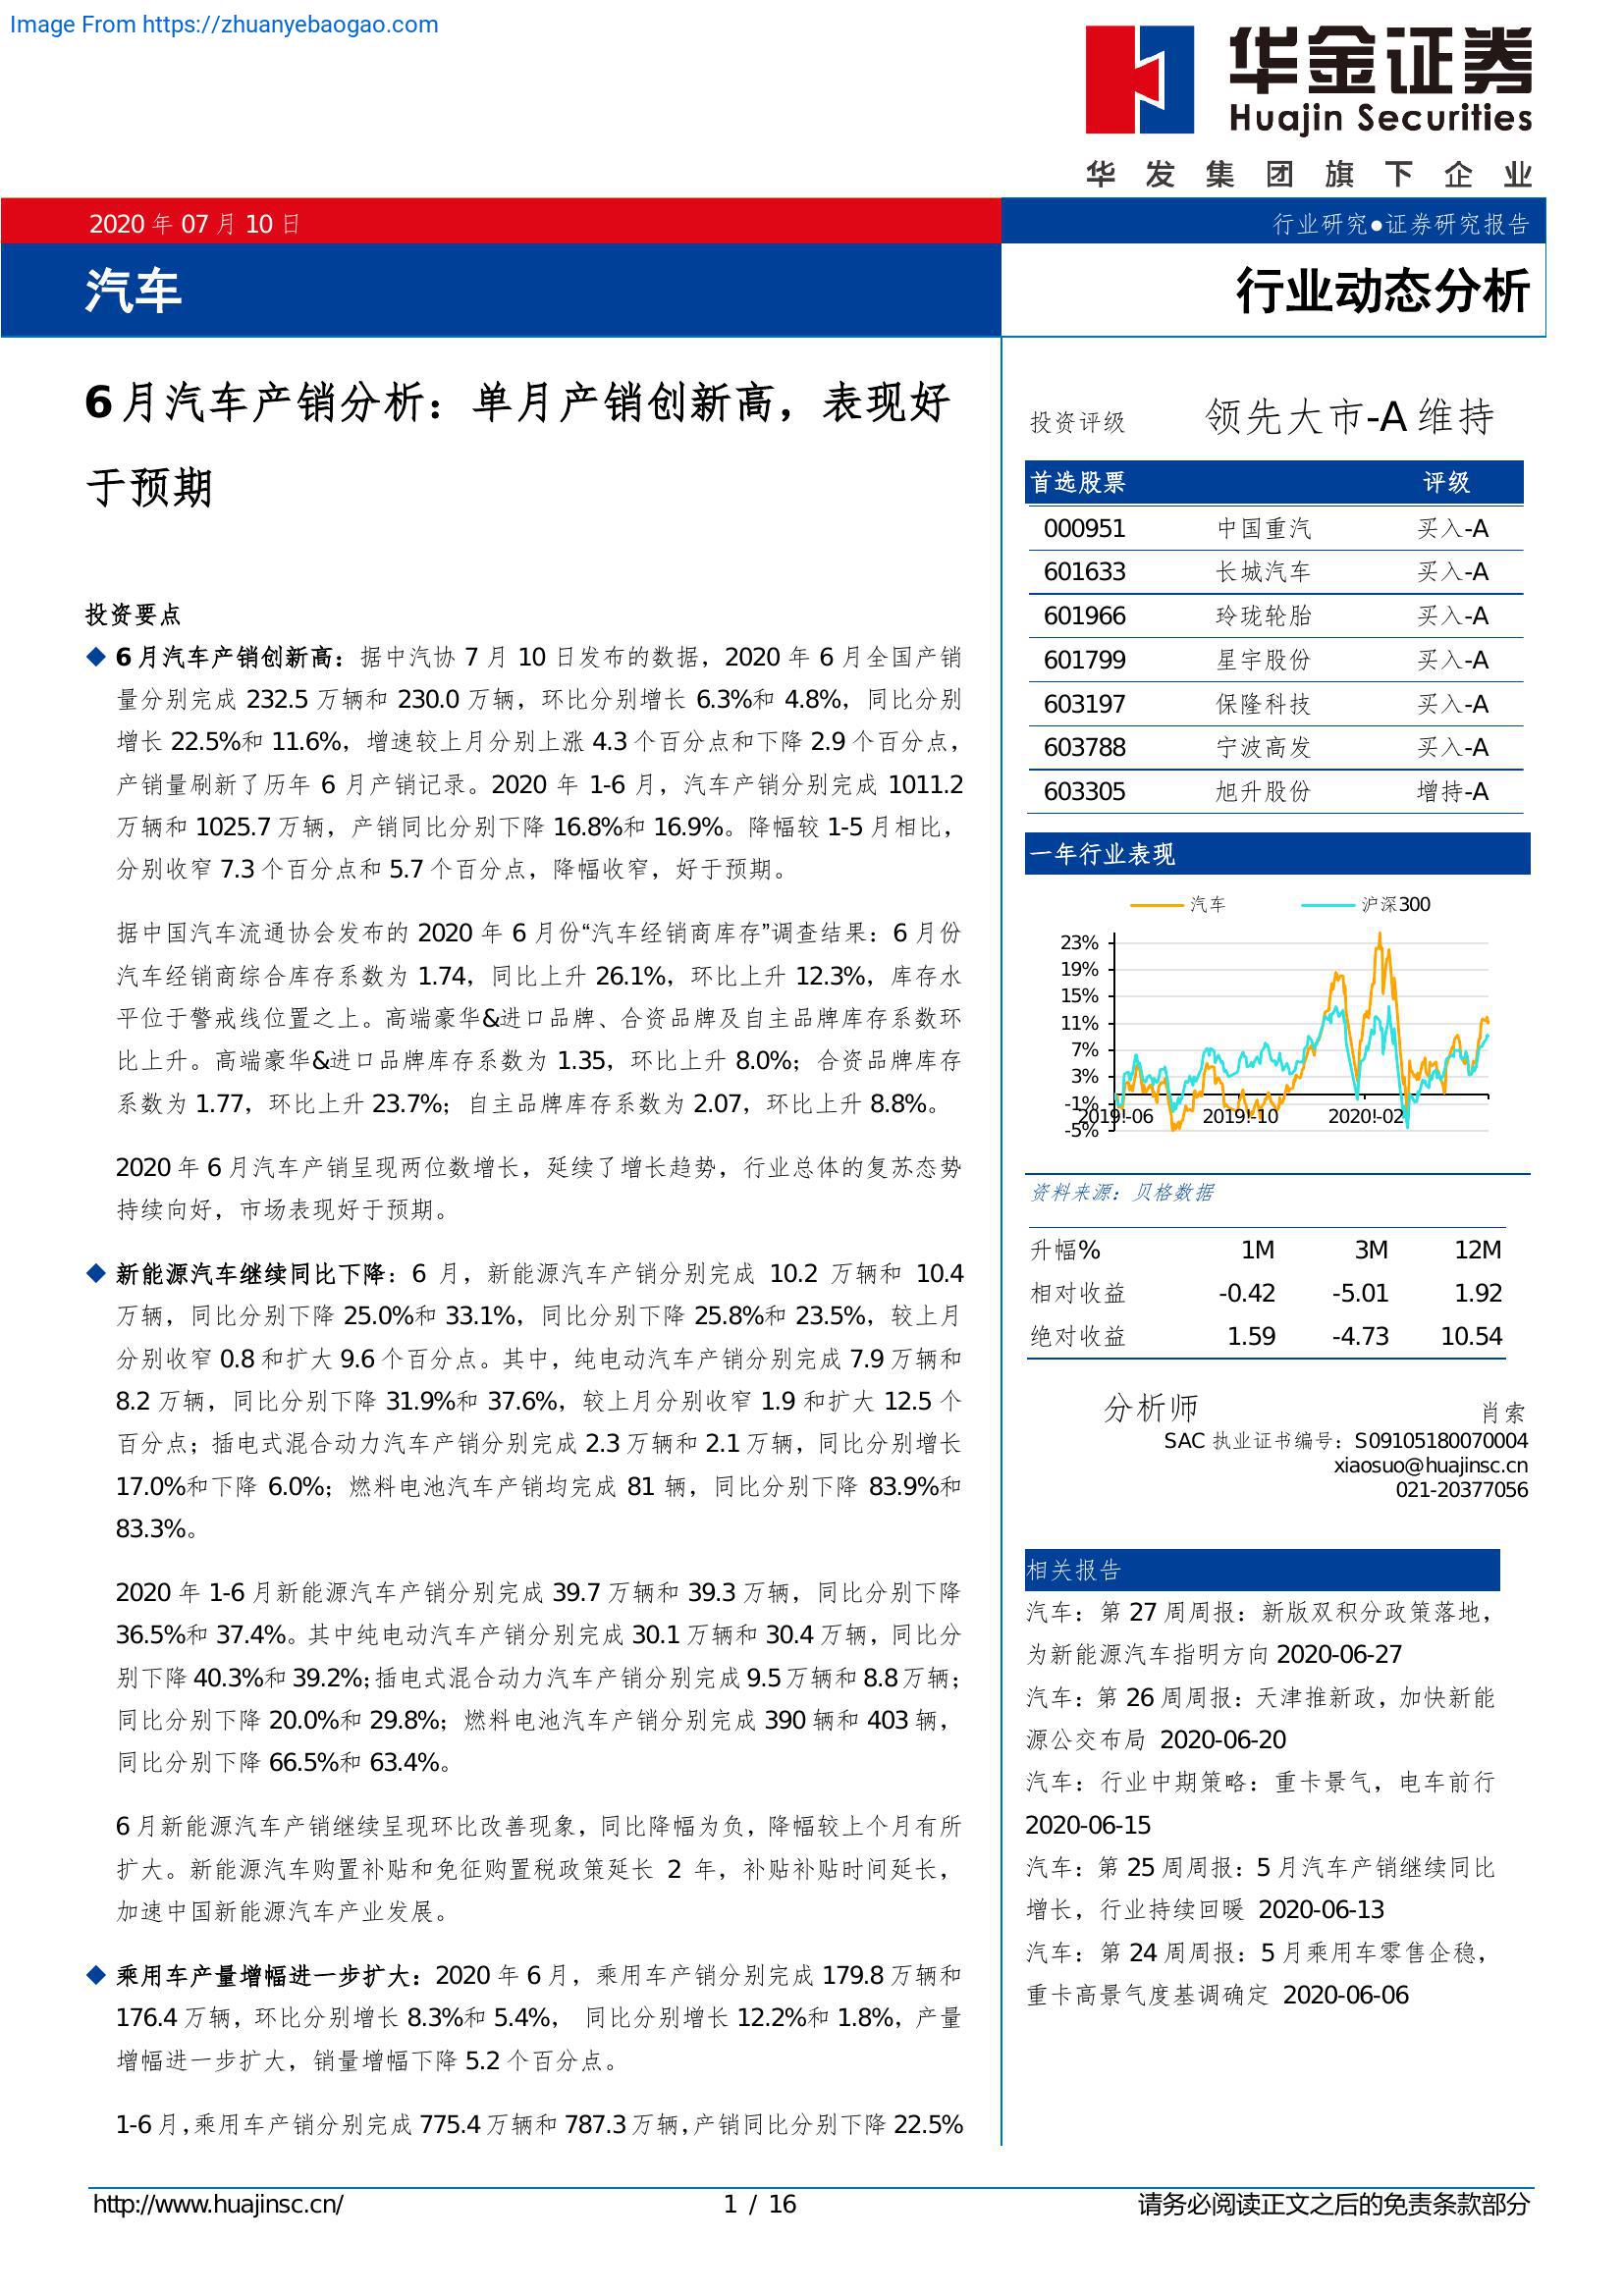 Image From https://zhuanyebaogao.com
华金证券
Huajin Securities
华发集团旗下企业
2020 年 07 月 10 日
行业研究●证券研究报告
汽车
行业动态分析
6 月汽车产销分析：单月产销创新高，表现好
于预期
投资要点
◆ 6 月汽车产销创新高：据中汽协 7 月 10 日发布的数据，2020 年 6 月全国产销
量分别完成 232.5 万辆和 230.0 万辆，环比分别增长 6.3%和 4.8%，同比分别
增长 22.5%和 11.6%，增速较上月分别上涨 4.3 个百分点和下降 2.9 个百分点，
产销量刷新了历年 6 月产销记录。2020 年 1-6 月，汽车产销分别完成 1011.2
万辆和 1025.7 万辆，产销同比分别下降 16.8%和 16.9%。降幅较 1-5 月相比，
分别收窄 7.3 个百分点和 5.7 个百分点，降幅收窄，好于预期。
据中国汽车流通协会发布的 2020 年 6 月份“汽车经销商库存”调查结果：6 月份
汽车经销商综合库存系数为 1.74，同比上升 26.1%，环比上升 12.3%，库存水
平位于警戒线位置之上。高端豪华&进口品牌、合资品牌及自主品牌库存系数环
比上升。高端豪华&进口品牌库存系数为 1.35，环比上升 8.0%；合资品牌库存
系数为 1.77，环比上升 23.7%；自主品牌库存系数为 2.07，环比上升 8.8%。
2020 年 6 月汽车产销呈现两位数增长，延续了增长趋势，行业总体的复苏态势
持续向好，市场表现好于预期。
◆ 新能源汽车继续同比下降：6 月，新能源汽车产销分别完成 10.2 万辆和 10.4
万辆，同比分别下降 25.0%和 33.1%，同比分别下降 25.8%和 23.5%，较上月
分别收窄 0.8 和扩大 9.6 个百分点。其中，纯电动汽车产销分别完成 7.9 万辆和
8.2 万辆，同比分别下降 31.9%和 37.6%，较上月分别收窄 1.9 和扩大 12.5 个
百分点；插电式混合动力汽车产销分别完成 2.3 万辆和 2.1 万辆，同比分别增长
17.0%和下降 6.0%；燃料电池汽车产销均完成 81 辆，同比分别下降 83.9%和
83.3%。
2020 年 1-6 月新能源汽车产销分别完成 39.7 万辆和 39.3 万辆，同比分别下降
36.5%和 37.4%。其中纯电动汽车产销分别完成 30.1 万辆和 30.4 万辆，同比分
别下降 40.3%和 39.2%；插电式混合动力汽车产销分别完成 9.5 万辆和 8.8 万辆；
同比分别下降 20.0%和 29.8%；燃料电池汽车产销分别完成 390 辆和 403 辆，
同比分别下降 66.5%和 63.4%。
6 月新能源汽车产销继续呈现环比改善现象，同比降幅为负，降幅较上个月有所
扩大。新能源汽车购置补贴和免征购置税政策延长 2 年，补贴补贴时间延长，
加速中国新能源汽车产业发展。
◆ 乘用车产量增幅进一步扩大：2020 年 6 月，乘用车产销分别完成 179.8 万辆和
176.4 万辆，环比分别增长 8.3%和 5.4%， 同比分别增长 12.2%和 1.8%，产量
增幅进一步扩大，销量增幅下降 5.2 个百分点。
1-6 月，乘用车产销分别完成 775.4 万辆和 787.3 万辆，产销同比分别下降 22.5%
投资评级 领先大市-A 维持
首选股票 评级
000951 中国重汽 买入-A
601633 长城汽车 买入-A
601966 玲珑轮胎 买入-A
601799 星宇股份 买入-A
603197 保隆科技 买入-A
603788 宁波高发 买入-A
603305 旭升股份 增持-A
一年行业表现
汽车 沪深300
23%
19%
15%
11%
7%
3%
-1%
-5%
2019!-06 2019!-10 2020!-02
资料来源：贝格数据
升幅% 1M 3M 12M
相对收益 -0.42 -5.01 1.92
绝对收益 1.59 -4.73 10.54
分析师 肖索
SAC 执业证书编号：S09105180070004
xiaosuo@huajinsc.cn
021-20377056
相关报告
汽车：第 27 周周报：新版双积分政策落地，
为新能源汽车指明方向 2020-06-27
汽车：第 26 周周报：天津推新政，加快新能
源公交布局 2020-06-20
汽车：行业中期策略：重卡景气，电车前行
2020-06-15
汽车：第 25 周周报：5 月汽车产销继续同比
增长，行业持续回暖 2020-06-13
汽车：第 24 周周报：5 月乘用车零售企稳，
重卡高景气度基调确定 2020-06-06
http://www.huajinsc.cn/ 1 / 16 请务必阅读正文之后的免责条款部分